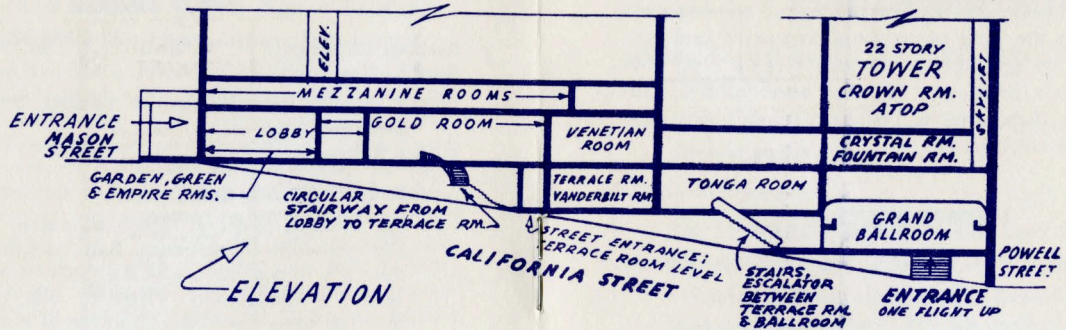 ELEV.
MEZZANINE ROOMS
22 STORY
TOWER
CROWN RM.
ATOP
SKYLIFT
ENTRANCE
MASON
STREET
LOBBY
GOLD ROOM
VENETIAN
ROOM
CRYSTAL RM.
FOUNTAIN RM.
GARDEN, GREEN
& EMPIRE RMS.
CIRCULAR
STAIRWAY FROM
LOBBY TO TERRACE RM.
TERRACE RM.
VANDERBILT RM.
TONGA ROOM
GRAND
BALLROOM
STREET ENTRANCE;
TERRACE ROOM LEVEL
CALIFORNIA STREET
STAIRS,
ESCALATOR
BETWEEN
TERRACE RM.
& BALLROOM
POWELL
STREET
ENTRANCE
ONE FLIGHT UP
ELEVATION